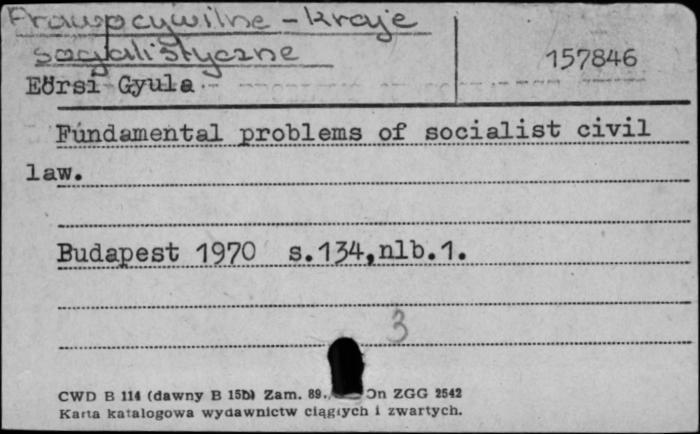 Prawo cywilne - kraje
socjalistyczne
157846
Eörsi Gyula
Fundamental problems of socialist civil
law.
Budapest 1970 s.134,nlb.1.
3
CWD B 114 (dawny B 15b) Zam. 89. On ZGG 2542
Karta katalogowa wydawnictw ciągłych i zwartych.